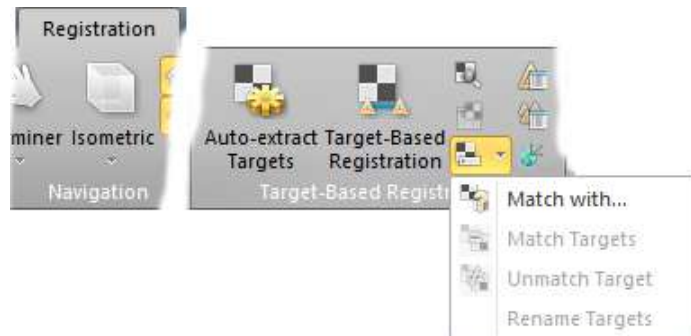 Registration
miner Isometric
Navigation
Auto-extract Targets
Target-Based Registration
Target-Based Registr
Match with...
Match Targets
Unmatch Target
Rename Targets